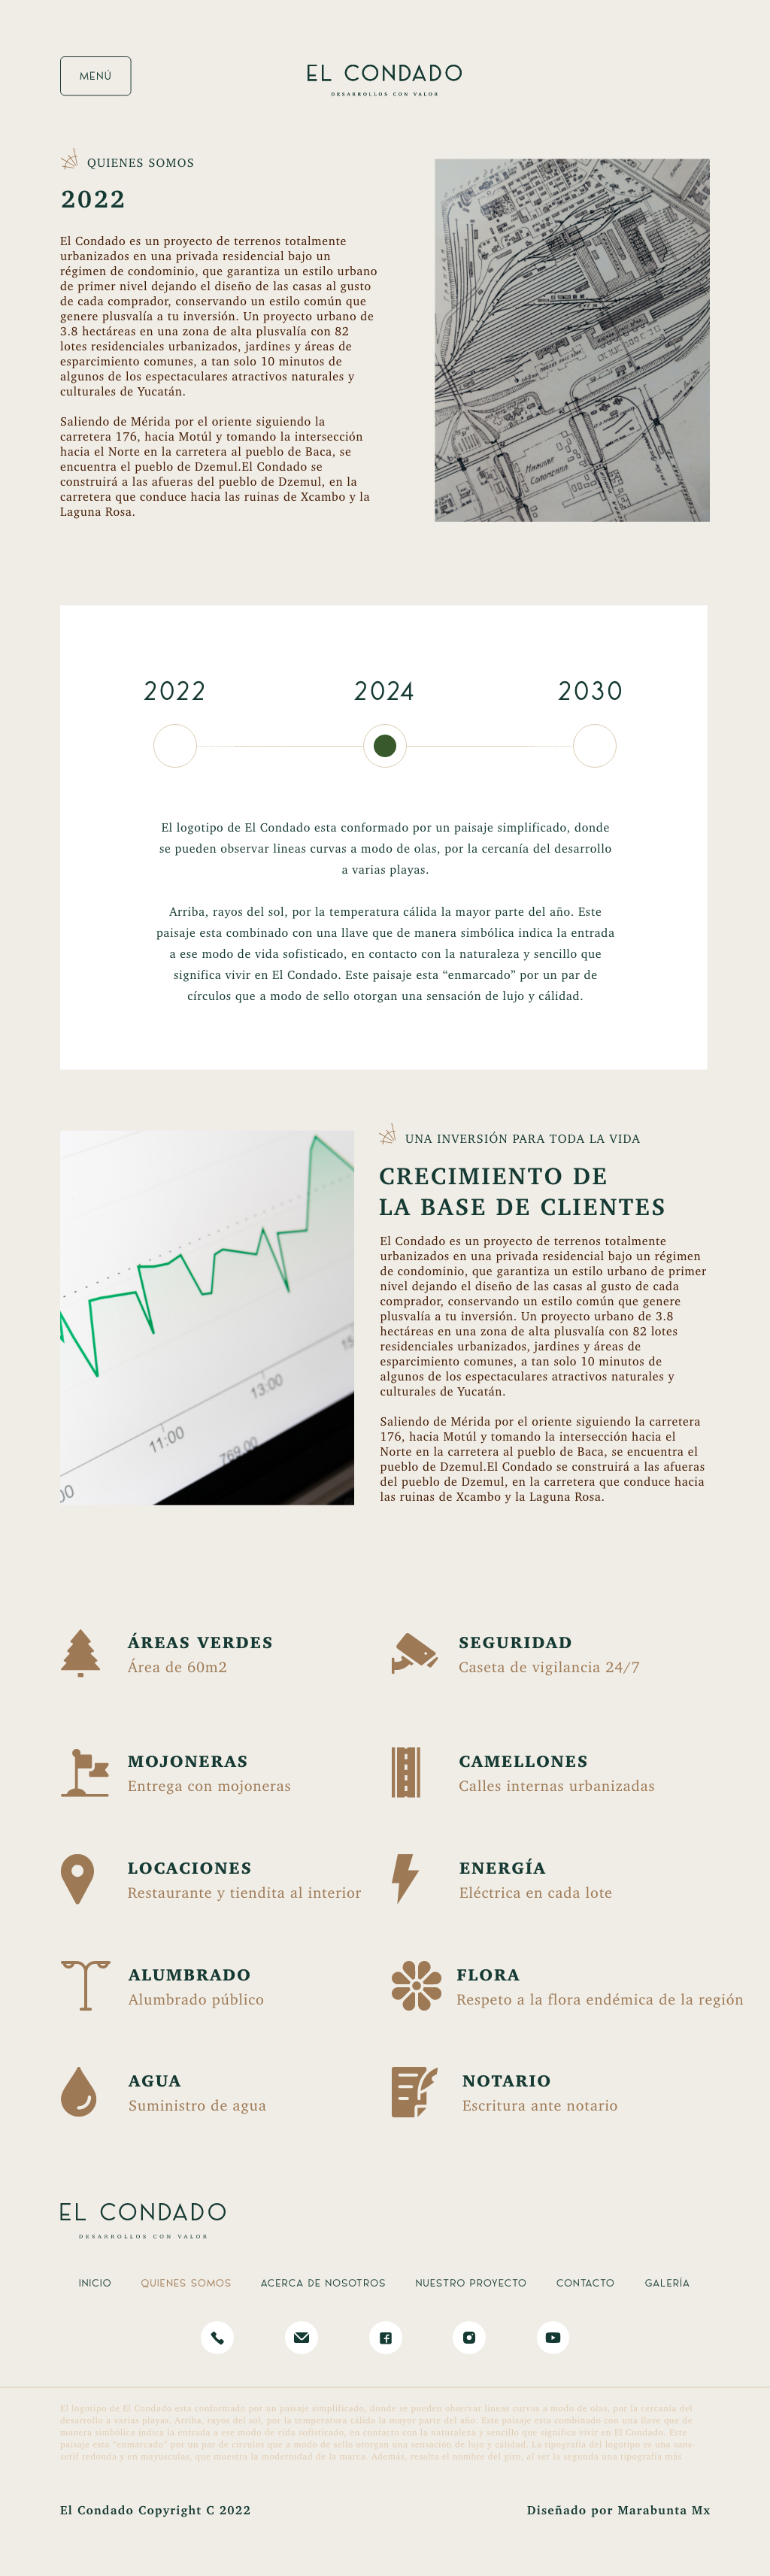 MENÚ
EL CONDADO
DESARROLLOS CON VALOR
QUIENES SOMOS
2022
El Condado es un proyecto de terrenos totalmente
urbanizados en una privada residencial bajo un
régimen de condominio, que garantiza un estilo urbano
de primer nivel dejando el diseño de las casas al gusto
de cada comprador, conservando un estilo común que
genere plusvalía a tu inversión. Un proyecto urbano de
3.8 hectáreas en una zona de alta plusvalía con 82
lotes residenciales urbanizados, jardines y áreas de
esparcimiento comunes, a tan solo 10 minutos de
algunos de los espectaculares atractivos naturales y
culturales de Yucatán.
Saliendo de Mérida por el oriente siguiendo la
carretera 176, hacia Motúl y tomando la intersección
hacia el Norte en la carretera al pueblo de Baca, se
encuentra el pueblo de Dzemul.El Condado se
construirá a las afueras del pueblo de Dzemul, en la
carretera que conduce hacia las ruinas de Xcambo y la
Laguna Rosa.
2022 2024 2030
El logotipo de El Condado esta conformado por un paisaje simplificado, donde
se pueden observar lineas curvas a modo de olas, por la cercanía del desarrollo
a varias playas.
Arriba, rayos del sol, por la temperatura cálida la mayor parte del año. Este
paisaje esta combinado con una llave que de manera simbólica indica la entrada
a ese modo de vida sofisticado, en contacto con la naturaleza y sencillo que
significa vivir en El Condado. Este paisaje esta “enmarcado” por un par de
círculos que a modo de sello otorgan una sensación de lujo y cálidad.
11:00
13:00
769.00
UNA INVERSIÓN PARA TODA LA VIDA
CRECIMIENTO DE
LA BASE DE CLIENTES
El Condado es un proyecto de terrenos totalmente
urbanizados en una privada residencial bajo un régimen
de condominio, que garantiza un estilo urbano de primer
nivel dejando el diseño de las casas al gusto de cada
comprador, conservando un estilo común que genere
plusvalía a tu inversión. Un proyecto urbano de 3.8
hectáreas en una zona de alta plusvalía con 82 lotes
residenciales urbanizados, jardines y áreas de
esparcimiento comunes, a tan solo 10 minutos de
algunos de los espectaculares atractivos naturales y
culturales de Yucatán.
Saliendo de Mérida por el oriente siguiendo la carretera
176, hacia Motúl y tomando la intersección hacia el
Norte en la carretera al pueblo de Baca, se encuentra el
pueblo de Dzemul.El Condado se construirá a las afueras
del pueblo de Dzemul, en la carretera que conduce hacia
las ruinas de Xcambo y la Laguna Rosa.
ÁREAS VERDES
Área de 60m2
SEGURIDAD
Caseta de vigilancia 24/7
MOJONERAS
Entrega con mojoneras
CAMELLONES
Calles internas urbanizadas
LOCACIONES
Restaurante y tiendita al interior
ENERGÍA
Eléctrica en cada lote
ALUMBRADO
Alumbrado público
FLORA
Respeto a la flora endémica de la región
AGUA
Suministro de agua
NOTARIO
Escritura ante notario
EL CONDADO
DESARROLLOS CON VALOR
INICIO QUIENES SOMOS ACERCA DE NOSOTROS NUESTRO PROYECTO CONTACTO GALERÍA
El logotipo de El Condado esta conformado por un paisaje simplificado, donde se pueden observar lineas curvas a modo de olas, por la cercanía del
desarrollo a varias playas. Arriba, rayos del sol, por la temperatura cálida la mayor parte del año. Este paisaje esta combinado con una llave que de
manera simbólica indica la entrada a ese modo de vida sofisticado, en contacto con la naturaleza y sencillo que significa vivir en El Condado. Este
paisaje esta “enmarcado” por un par de círculos que a modo de sello otorgan una sensación de lujo y cálidad. La tipografía del logotipo es una sans-
serif redonda y en mayusculas, que muestra la modernidad de la marca. Además, resalta el nombre del giro, al ser la segunda una tipografía más
El Condado Copyright C 2022
Diseñado por Marabunta Mx